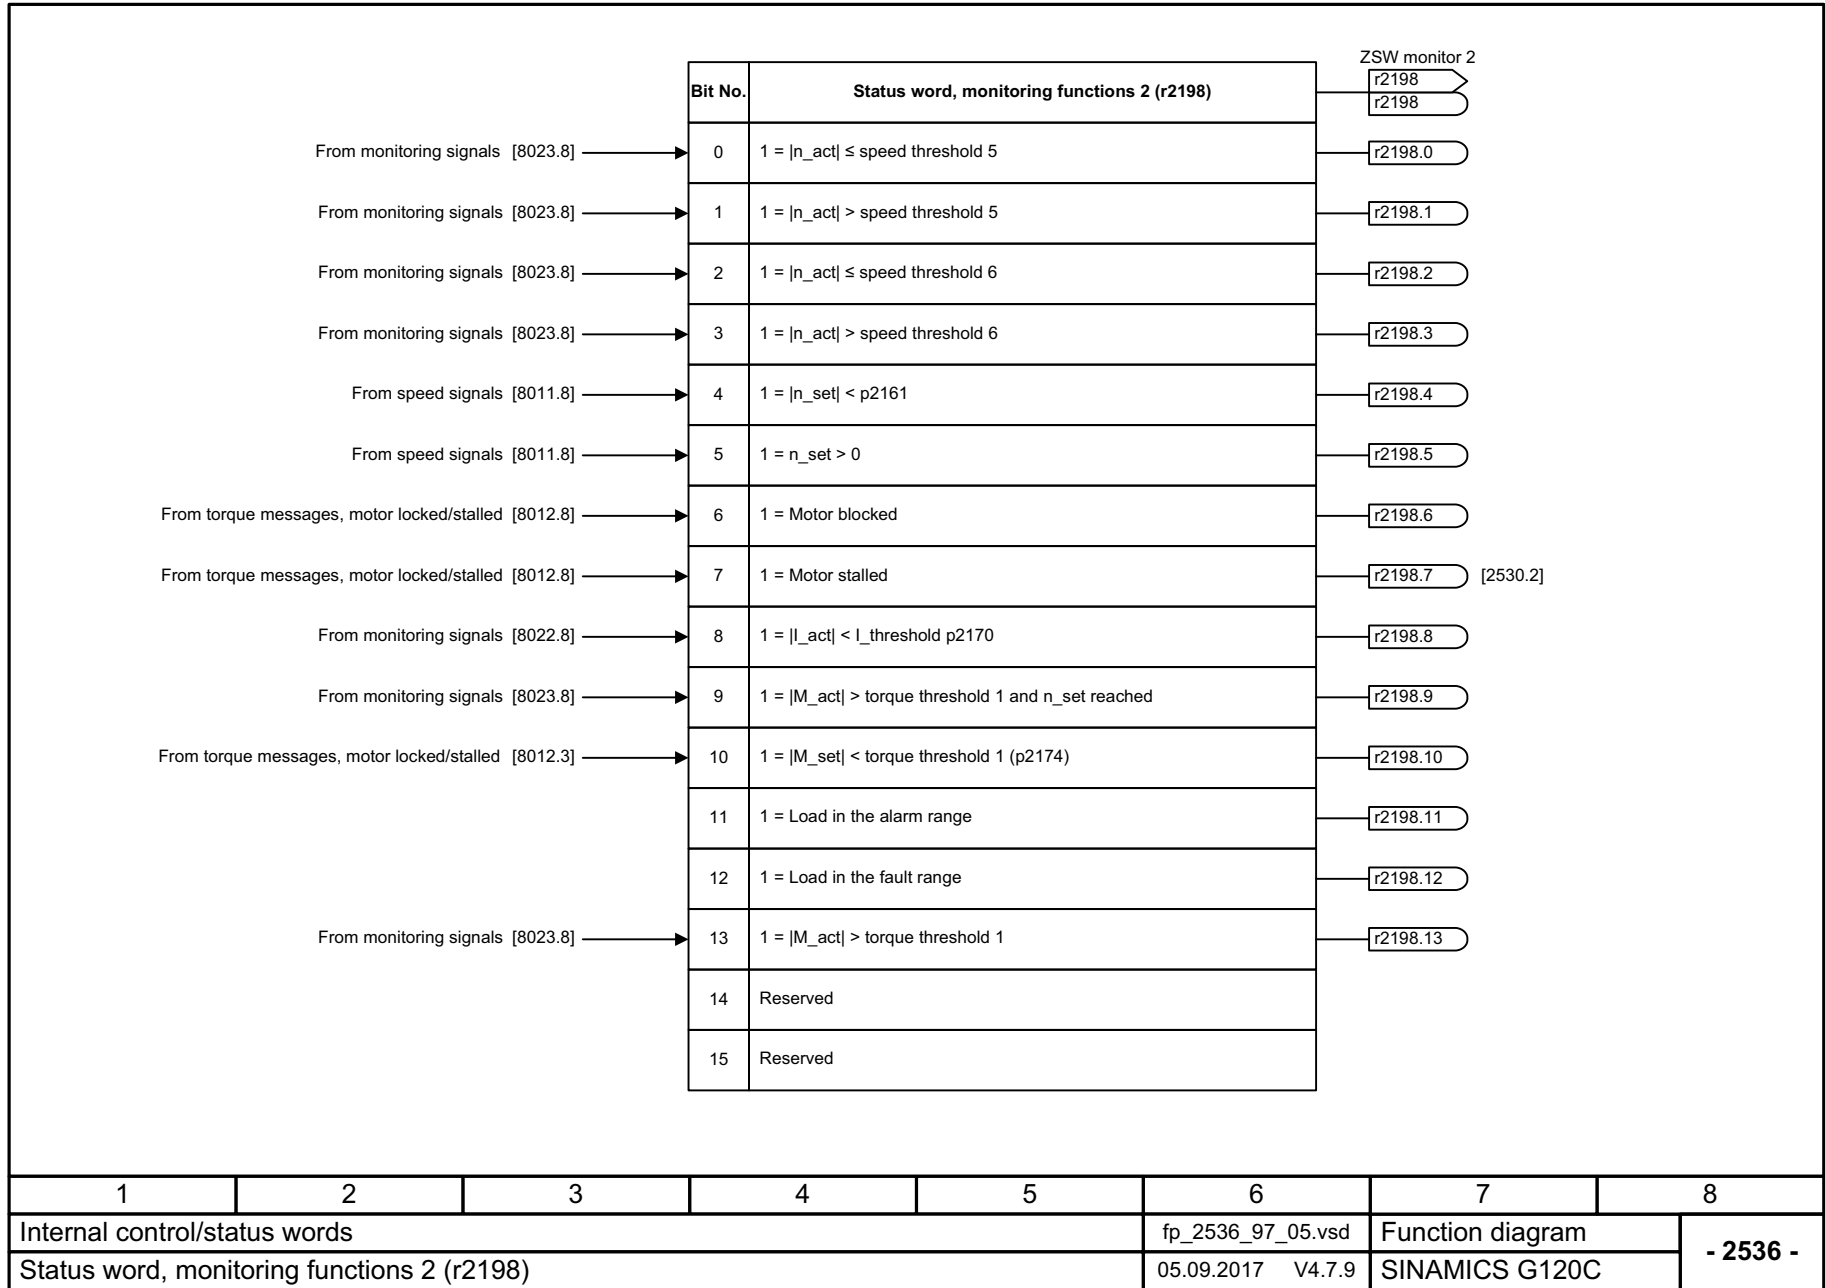 ZSW monitor 2
Bit No. Status word, monitoring functions 2 (r2198) r2198
r2198
From monitoring signals [8023.8] 0 1 = |n_act| ≤ speed threshold 5 r2198.0
From monitoring signals [8023.8] 1 1 = |n_act| > speed threshold 5 r2198.1
From monitoring signals [8023.8] 2 1 = |n_act| ≤ speed threshold 6 r2198.2
From monitoring signals [8023.8] 3 1 = |n_act| > speed threshold 6 r2198.3
From speed signals [8011.8] 4 1 = |n_set| < p2161 r2198.4
From speed signals [8011.8] 5 1 = n_set > 0 r2198.5
From torque messages, motor locked/stalled [8012.8] 6 1 = Motor blocked r2198.6
From torque messages, motor locked/stalled [8012.8] 7 1 = Motor stalled r2198.7 [2530.2]
From monitoring signals [8022.8] 8 1 = |I_act| < I_threshold p2170 r2198.8
From monitoring signals [8023.8] 9 1 = |M_act| > torque threshold 1 and n_set reached r2198.9
From torque messages, motor locked/stalled [8012.3] 10 1 = |M_set| < torque threshold 1 (p2174) r2198.10
11 1 = Load in the alarm range r2198.11
12 1 = Load in the fault range r2198.12
From monitoring signals [8023.8] 13 1 = |M_act| > torque threshold 1 r2198.13
14 Reserved
15 Reserved
1 2 3 4 5 6 7 8
Internal control/status words fp_2536_97_05.vsd Function diagram - 2536 -
Status word, monitoring functions 2 (r2198) 05.09.2017 V4.7.9 SINAMICS G120C